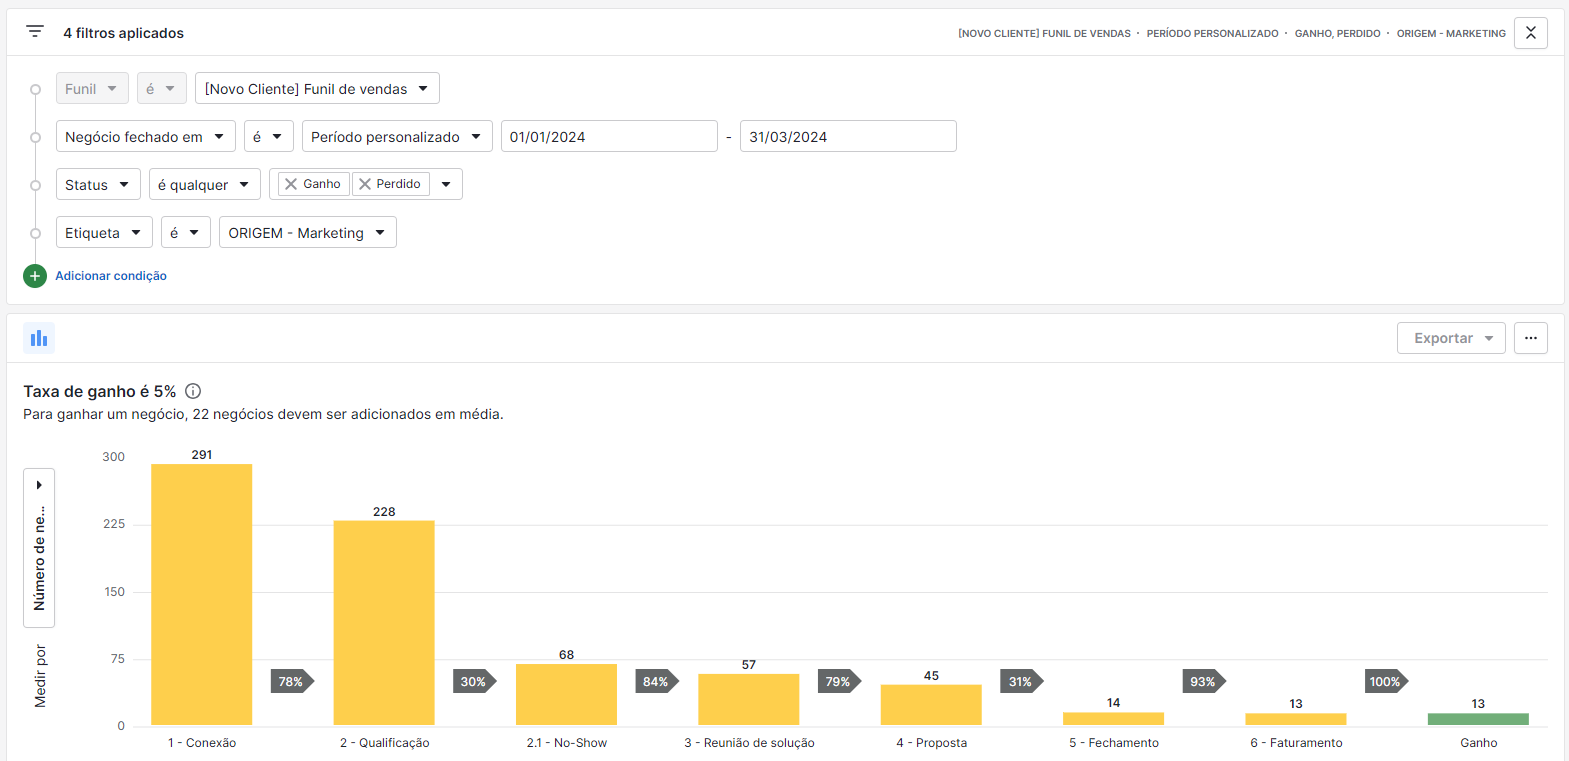 4 filtros aplicados
[NOVO CLIENTE] FUNIL DE VENDAS · PERÍODO PERSONALIZADO · GANHO, PERDIDO · ORIGEM - MARKETING
Funil é [Novo Cliente] Funil de vendas
Negócio fechado em é Período personalizado 01/01/2024 - 31/03/2024
Status é qualquer Ganho Perdido
Etiqueta é ORIGEM - Marketing
Adicionar condição
Exportar ...
Taxa de ganho é 5%
Para ganhar um negócio, 22 negócios devem ser adicionados em média.
Medir por
Número de ne...
300
225
150
75
0
291
228
68
57
45
14
13
13
78%
30%
84%
79%
31%
93%
100%
1 - Conexão
2 - Qualificação
2.1 - No-Show
3 - Reunião de solução
4 - Proposta
5 - Fechamento
6 - Faturamento
Ganho